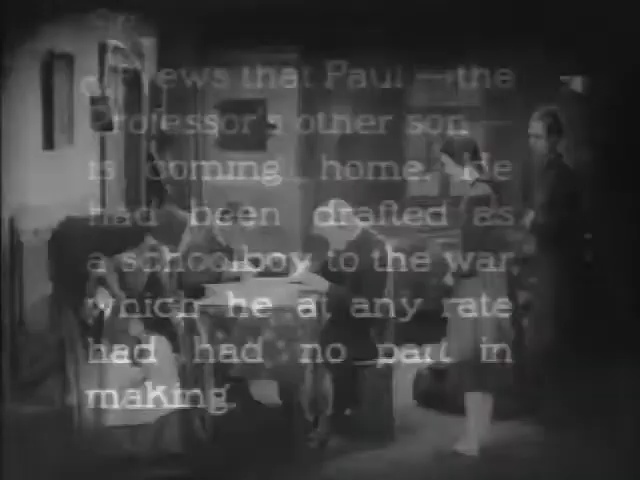 news that Paul — the
Professor's other son —
is coming home. He
had been drafted as
a schoolboy to the war
which he at any rate
had had no part in
making.